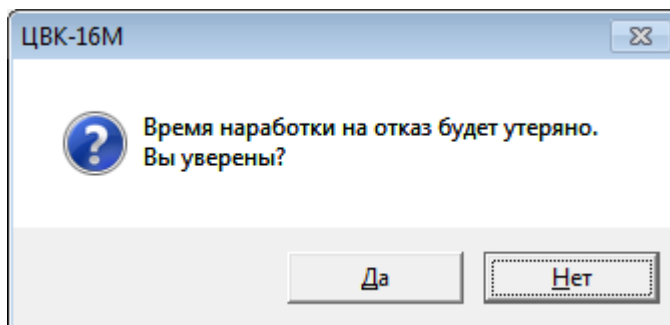 ЦВК-16М
Время наработки на отказ будет утеряно.
Вы уверены?
Да
Нет